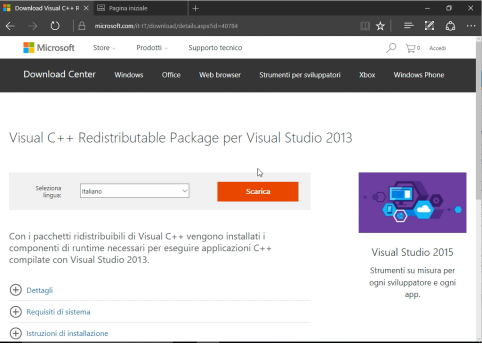 Download Visual C++ R
Pagina iniziale
microsoft.com/it-IT/download/details.aspx?id=40784
Microsoft
Store
Prodotti
Supporto tecnico
0
Accedi
Download Center
Windows
Office
Web browser
Strumenti per sviluppatori
Xbox
Windows Phone
Visual C++ Redistributable Package per Visual Studio 2013
Seleziona
lingua:
Italiano
Scarica
Con i pacchetti ridistribuibili di Visual C++ vengono installati i
componenti di runtime necessari per eseguire applicazioni C++
compilate con Visual Studio 2013.
Dettagli
Requisiti di sistema
Istruzioni di installazione
Visual Studio 2015
Strumenti su misura per
ogni sviluppatore e ogni
app.